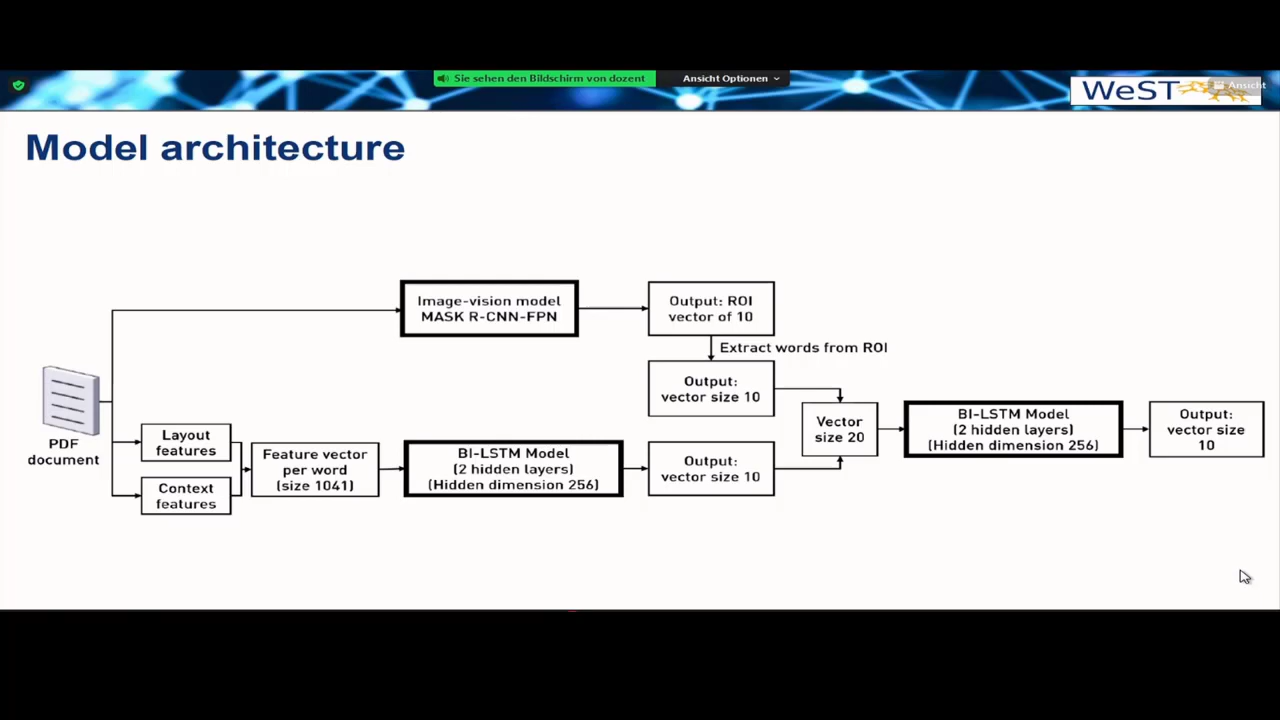 Sie sehen den Bildschirm von dozent
Ansicht Optionen
WeST
Ansicht
Model architecture
Image-vision model
MASK R-CNN-FPN
Output: ROI
vector of 10
Extract words from ROI
Output:
vector size 10
PDF
document
Layout
features
Context
features
Feature vector
per word
(size 1041)
BI-LSTM Model
(2 hidden layers)
(Hidden dimension 256)
Output:
vector size 10
Vector
size 20
BI-LSTM Model
(2 hidden layers)
(Hidden dimension 256)
Output:
vector size
10